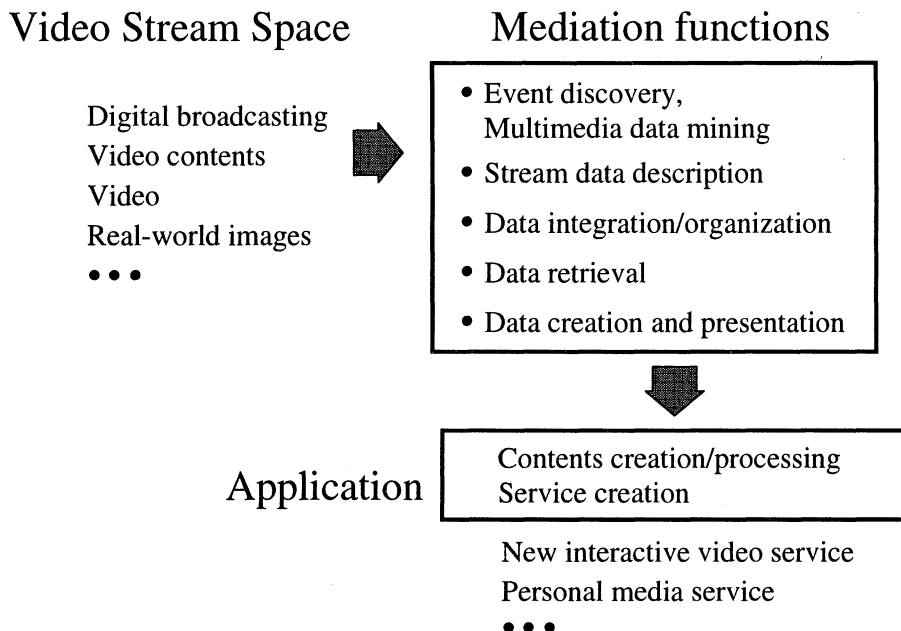 Video Stream Space
Digital broadcasting
Video contents
Video
Real-world images
• • •
Mediation functions
• Event discovery,
Multimedia data mining
• Stream data description
• Data integration/organization
• Data retrieval
• Data creation and presentation
Application
Contents creation/processing
Service creation
New interactive video service
Personal media service
• • •